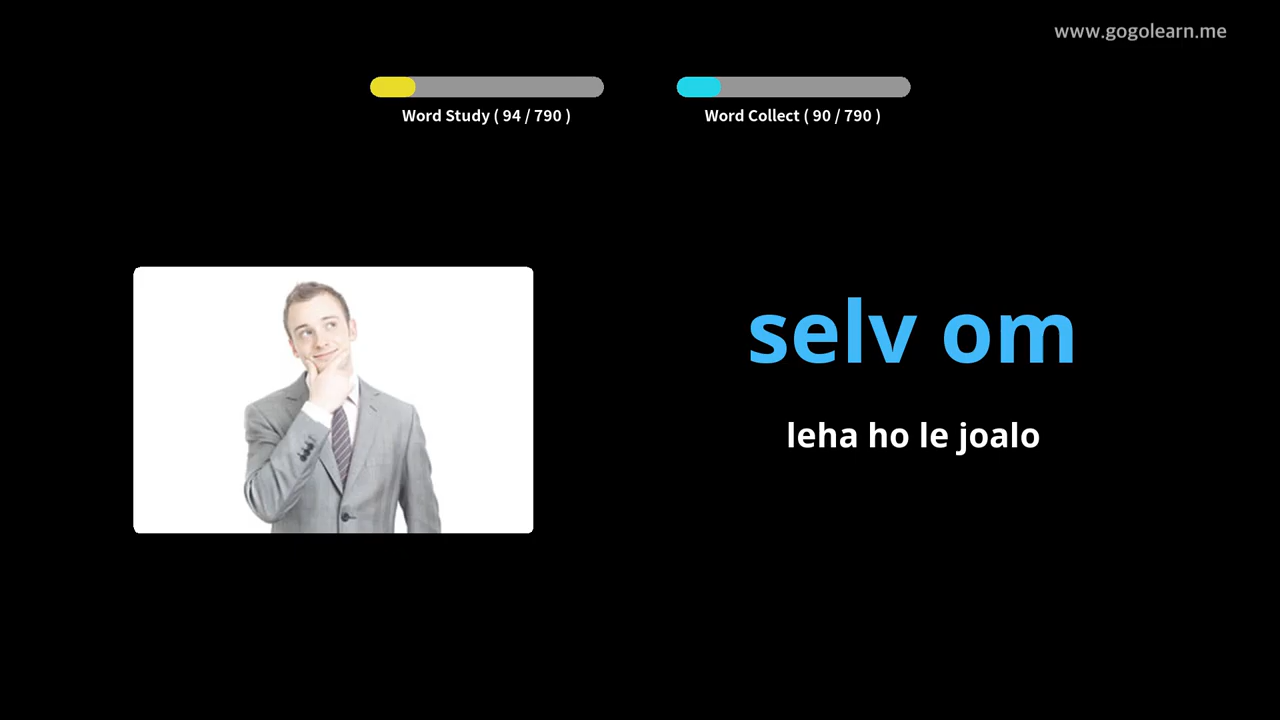 www.gogolearn.me
Word Study ( 94 / 790 )
Word Collect ( 90 / 790 )
selv om
leha ho le joalo